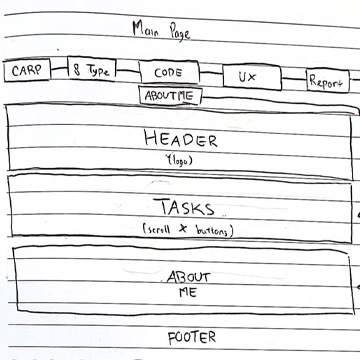 Main Page
CARP
8 Type
CODE
UX
Report
ABOUT ME
HEADER
(logo)
TASKS
(scroll X buttons)
ABOUT
ME
FOOTER